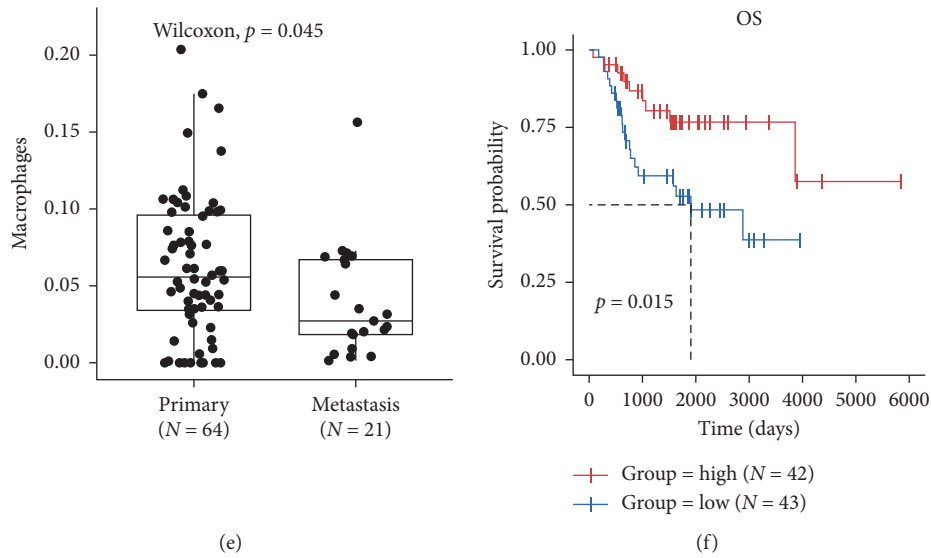 Wilcoxon, p = 0.045
Macrophages
0.20
0.15
0.10
0.05
0.00
Primary
(N = 64)
Metastasis
(N = 21)
(e)
OS
Survival probability
1.00
0.75
0.50
0.25
0.00
p = 0.015
0 1000 2000 3000 4000 5000 6000
Time (days)
Group = high (N = 42)
Group = low (N = 43)
(f)